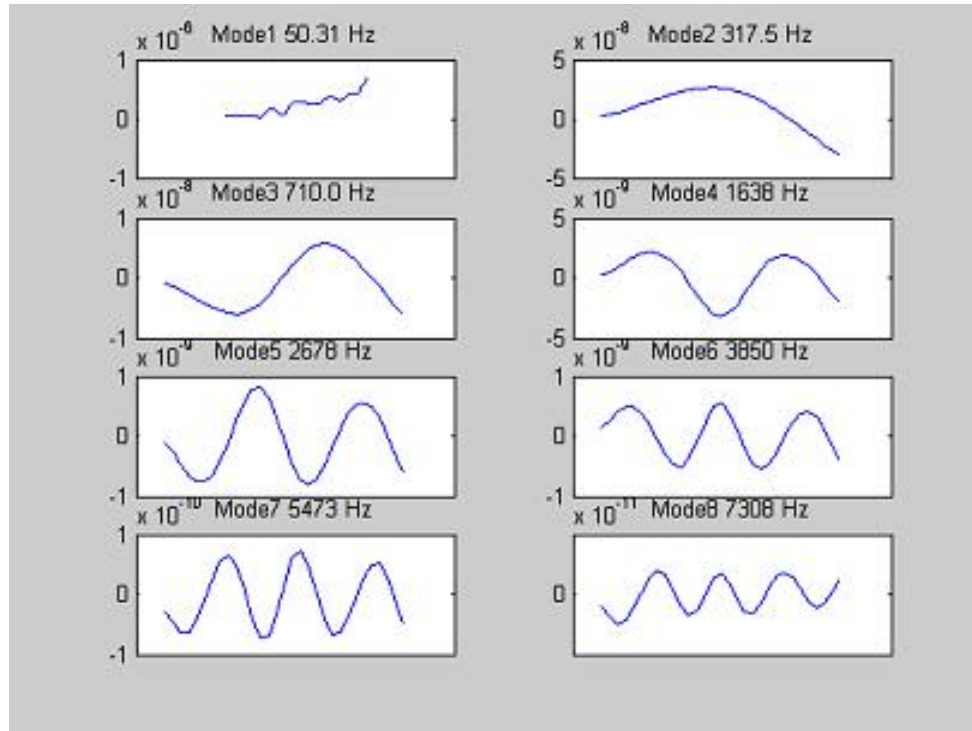 x 10^-6 Mode1 50.31 Hz
1
0
-1
x 10^-8 Mode2 317.5 Hz
5
0
-5
x 10^-8 Mode3 710.0 Hz
1
0
-1
x 10^-9 Mode4 1638 Hz
5
0
-5
x 10^-9 Mode5 2678 Hz
1
0
-1
x 10^-9 Mode6 3850 Hz
1
0
-1
x 10^-10 Mode7 5473 Hz
1
0
-1
x 10^-11 Mode8 7308 Hz
0